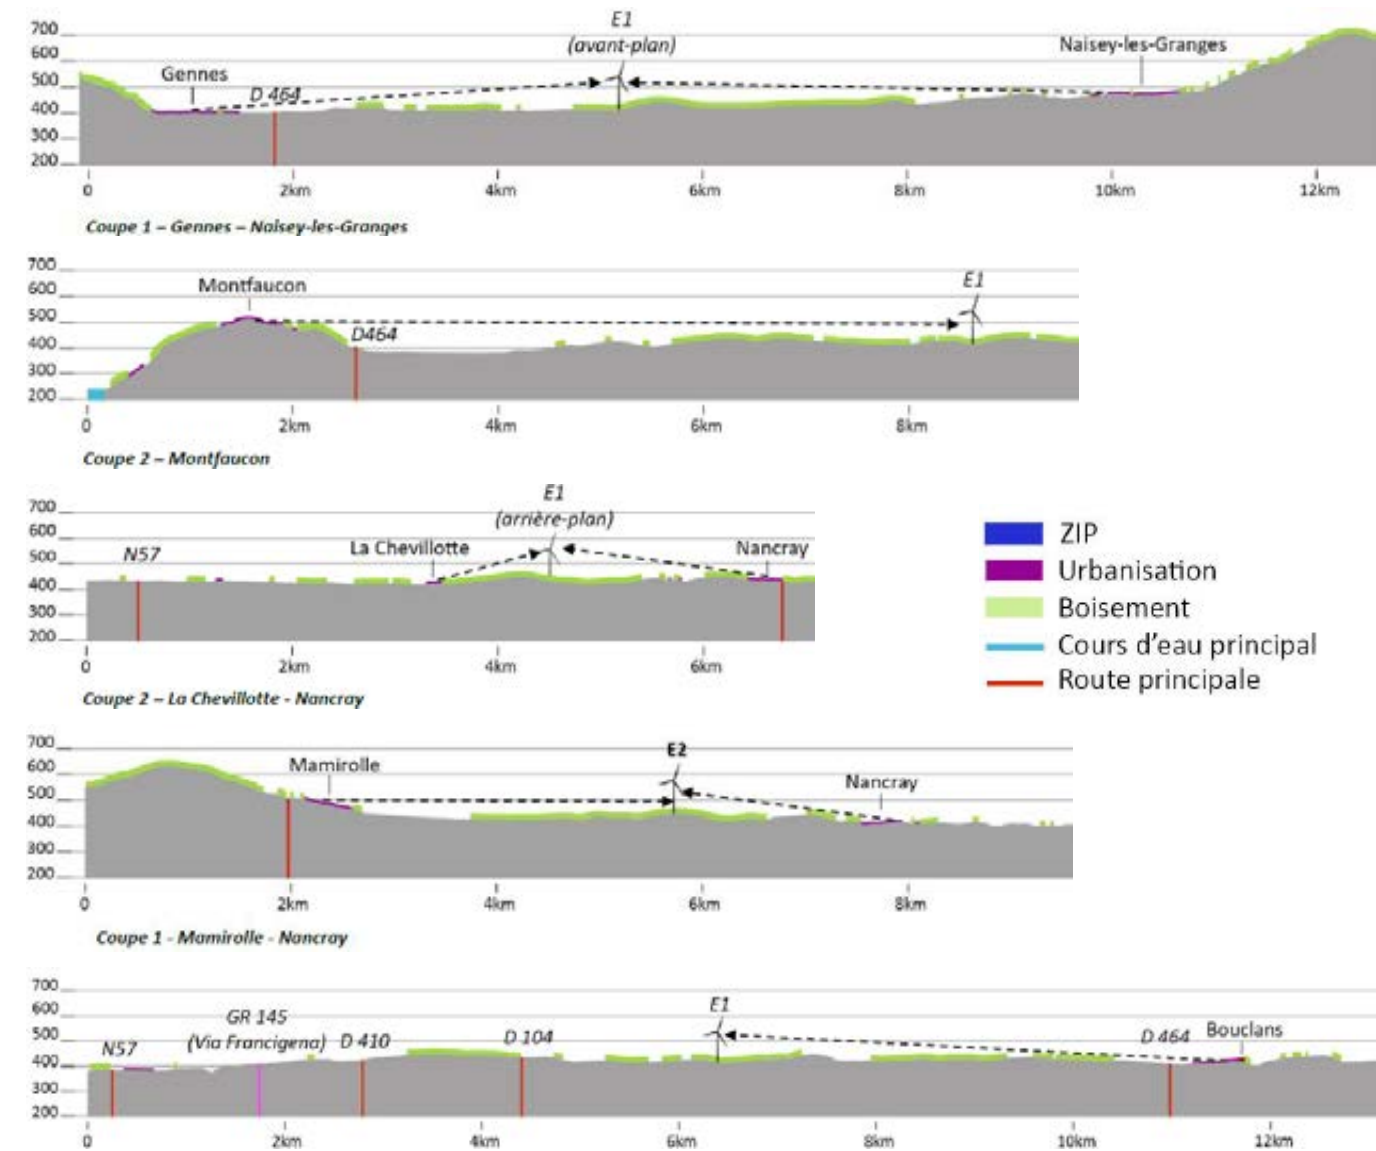 E1
(avant-plan)
Naisey-les-Granges
Gennes
D 464
700
600
500
400
300
200
0 2km 4km 6km 8km 10km 12km
Coupe 1 – Gennes – Naisey-les-Granges
700
600
500
400
300
200
Montfaucon
E1
D464
0 2km 4km 6km 8km
Coupe 2 – Montfaucon
E1
(arrière-plan)
700
600
500
400
300
200
N57
La Chevillotte
Nancray
0 2km 4km 6km
Coupe 2 – La Chevillotte - Nancray
ZIP
Urbanisation
Boisement
Cours d'eau principal
Route principale
700
600
500
400
300
200
E2
Mamirolle
Nancray
0 2km 4km 6km 8km
Coupe 1 - Mamirolle - Nancray
700
600
500
400
300
200
E1
GR 145
(Via Francigena)
N57
D 410
D 104
D 464
Bouclans
0 2km 4km 6km 8km 10km 12km